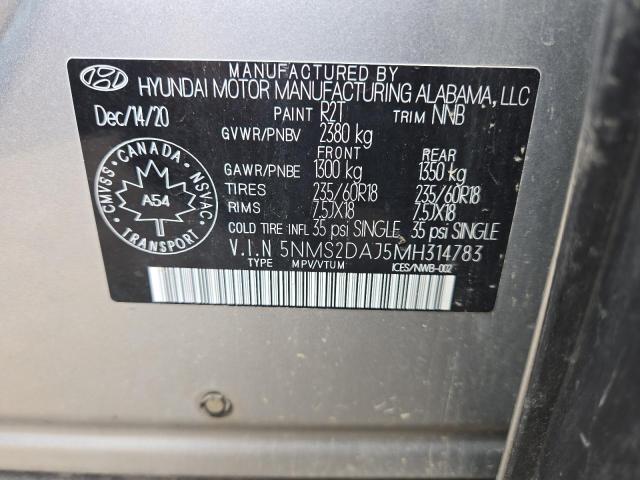 MANUFACTURED BY
HYUNDAI MOTOR MANUFACTURING ALABAMA, LLC
Dec/14/20 PAINT R2T TRIM NNB
GVWR/PNBV 2380 kg
FRONT REAR
GAWR/PNBE 1300 kg 1350 kg
TIRES 235/60R18 235/60R18
RIMS 7.5JX18 7.5JX18
COLD TIRE INFL 35 psi SINGLE, 35 psi SINGLE
V.I.N 5NMS2DAJ5MH314783
TYPE MPV/VTUM ICES/NWB-002
CMVSS • CANADA • NSVAC •
A54
TRANSPORT